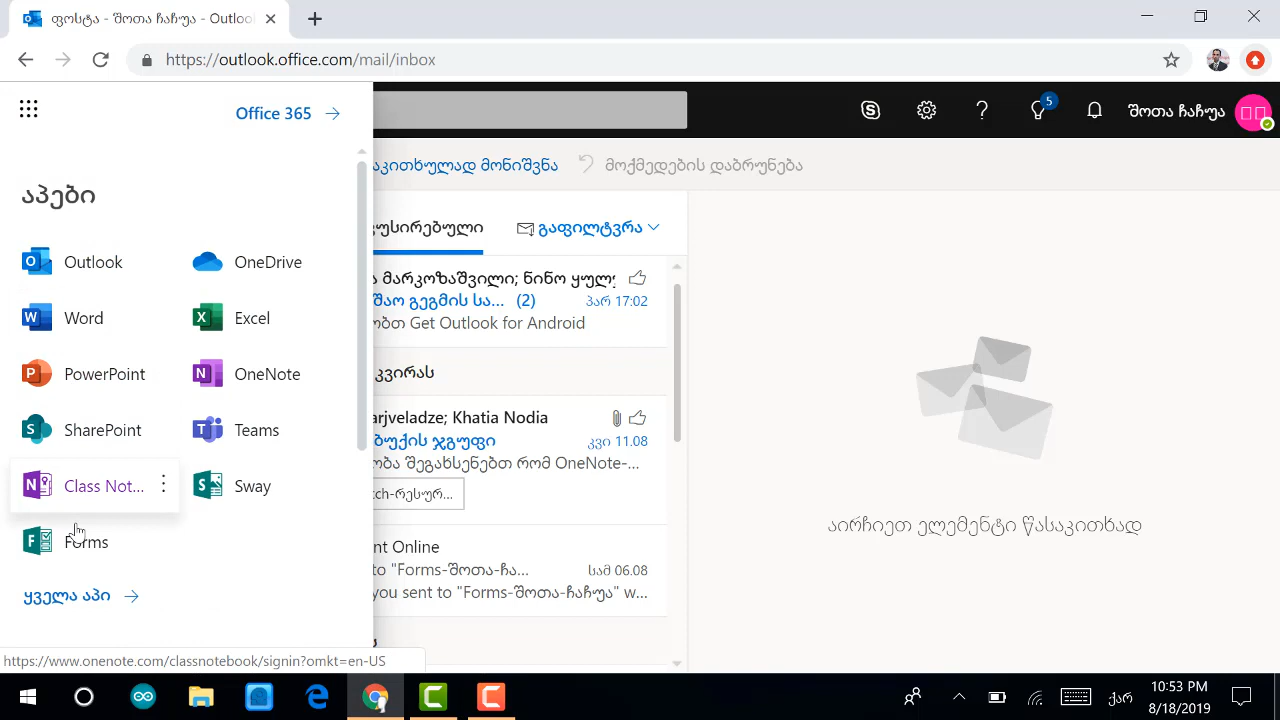 ფოსტა - შოთა ჩაჩუა - Outloo
https://outlook.office.com/mail/inbox
Office 365
5
შოთა ჩაჩუა
აკითხულად მონიშვნა
მოქმედების დაბრუნება
აპები
უსირებული
გაფილტვრა
Outlook
OneDrive
მარკოზაშვილი; ნინო
Word
Excel
შაო გეგმის სა... (2)
პარ 17:02
ობთ Get Outlook for Android
PowerPoint
OneNote
კვირას
SharePoint
Teams
arjveladze; Khatia Nodia
ბუქის ჯგუფი
კვი 11.08
ობა შეგახსენებთ რომ OneNote-...
Class Not...
Sway
tch-რესურ...
Forms
nt Online
to "Forms-შოთა-ჩა...
სამ 06.08
you sent to "Forms-შოთა-ჩაჩუა" w...
აირჩიეთ ელემენტი წასაკითხად
ყველა აპი
https://www.onenote.com/classnotebook/signin?omkt=en-US
ქარ
10:53 PM
8/18/2019